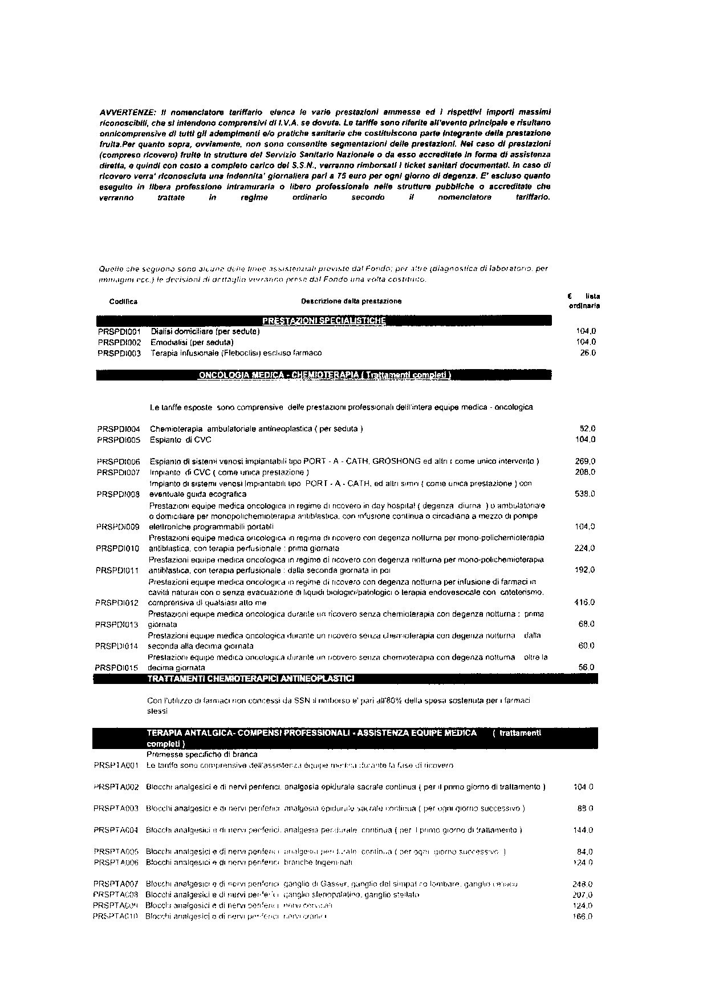 AVVERTENZE: Il nomenclatore tariffario elenca le varie prestazioni ammesse ed i rispettivi importi massimi
riconoscibili, che si intendono comprensivi di I.V.A. se dovuta. Le tariffe sono riferite all'evento principale e risultano
onnicomprensive di tutti gli adempimenti e/o pratiche sanitarie che costituiscono parte integrante della prestazione
fruita.Per quanto sopra, ovviamente, non sono consentite segmentazioni delle prestazioni. Nel caso di prestazioni
(compreso ricovero) fruite in strutture del Servizio Sanitario Nazionale o da esso accreditate in forma di assistenza
diretta, e quindi con costo a completo carico del S.S.N., verranno rimborsati i ticket sanitari documentati. In caso di
ricovero verra' riconosciuta una indennita' giornaliera pari a 75 euro per ogni giorno di degenza. E' escluso quanto
eseguito in libera professione intramuraria o libero professionale nelle strutture pubbliche o accreditate che
verranno trattate in regime ordinario secondo il nomenclatore tariffario.
Quelle che seguono sono alcune delle linee assistenziali previste dal Fondo; per altre (diagnostica di laboratorio, per
immagini ecc.) le decisioni di dettaglio verranno prese dal Fondo una volta costituito.
Codifica Descrizione della prestazione € lista ordinaria
PRESTAZIONI SPECIALISTICHE
PRSPDI001 Dialisi domiciliare (per seduta) 104,0
PRSPDI002 Emodialisi (per seduta) 104,0
PRSPDI003 Terapia infusionale (Fleboclisi) escluso farmaco 26,0
ONCOLOGIA MEDICA - CHEMIOTERAPIA ( Trattamenti completi )
Le tariffe esposte sono comprensive delle prestazioni professionali delll'intera equipe medica - oncologica
PRSPDI004 Chemioterapia ambulatoriale antineoplastica ( per seduta ) 52,0
PRSPDI005 Espianto di CVC 104,0
PRSPDI006 Espianto di sistemi venosi impiantabili tipo PORT - A - CATH, GROSHONG ed altri ( come unico intervento ) 269,0
PRSPDI007 Impianto di CVC ( come unica prestazione ) 208,0
Impianto di sistemi venosi Impiantabili tipo PORT - A - CATH, ed altri simili ( come unica prestazione ) con
PRSPDI008 eventuale guida ecografica 538,0
Prestazioni equipe medica oncologica in regime di ricovero in day hospital ( degenza diurna ) o ambulatoriale
o domiciliare per monopolichemioterapia antiblastica, con infusione continua o circadiana a mezzo di pompe
PRSPDI009 elettroniche programmabili portatili 104,0
Prestazioni equipe medica oncologica in regime di ricovero con degenza notturna per mono-polichemioterapia
PRSPDI010 antiblastica, con terapia perfusionale : prima giornata 224,0
Prestazioni equipe medica oncologica in regime di ricovero con degenza notturna per mono-polichemioterapia
PRSPDI011 antiblastica, con terapia perfusionale : dalla seconda giornata in poi 192,0
Prestazioni equipe medica oncologica in regime di ricovero con degenza notturna per infusione di farmaci in
cavità naturali con o senza evacuazione di liquidi biologici/patologici o terapia endovescicale con cateterismo,
PRSPDI012 comprensiva di qualsiasi atto me 416,0
Prestazioni equipe medica oncologica durante un ricovero senza chemioterapia con degenza notturna : prima
PRSPDI013 giornata 68,0
Prestazioni equipe medica oncologica durante un ricovero senza chemioterapia con degenza notturna dalla
PRSPDI014 seconda alla decima giornata 60,0
Prestazioni equipe medica oncologica durante un ricovero senza chemioterapia con degenza notturna oltre la
PRSPDI015 decima giornata 56,0
TRATTAMENTI CHEMIOTERAPICI ANTINEOPLASTICI
Con l'utilizzo di farmaci non concessi da SSN il rimborso e' pari all'80% della spesa sostenuta per i farmaci
stessi
TERAPIA ANTALGICA- COMPENSI PROFESSIONALI - ASSISTENZA EQUIPE MEDICA ( trattamenti
completi )
Premesse specifiche di branca
PRSPTA001 Le tariffe sono comprensive dell'assistenza equipe medica durante la fase di ricovero
PRSPTA002 Blocchi analgesici e di nervi periferici, analgesia epidurale sacrale continua ( per il primo giorno di trattamento ) 104,0
PRSPTA003 Blocchi analgesici e di nervi periferici analgesia epidurale sacrale continua ( per ogni giorno successivo ) 88,0
PRSPTA004 Blocchi analgesici e di nervi periferici, analgesia peridurale continua ( per il primo giorno di trattamento ) 144,0
PRSPTA005 Blocchi analgesici e di nervi periferici analgesia peridurale continua ( per ogni giorno successivo ) 84,0
PRSPTA006 Blocchi analgesici e di nervi periferici branche trigeminali 124,0
PRSPTA007 Blocchi analgesici e di nervi periferici ganglio di Gasser, ganglio del simpatico lombare, ganglio celiaco 248,0
PRSPTA008 Blocchi analgesici e di nervi periferici ganglio sfenopalatino, ganglio stellato 207,0
PRSPTA009 Blocchi analgesici e di nervi periferici nervi cervicali 124,0
PRSPTA010 Blocchi analgesici e di nervi periferici nervi cranici 166,0